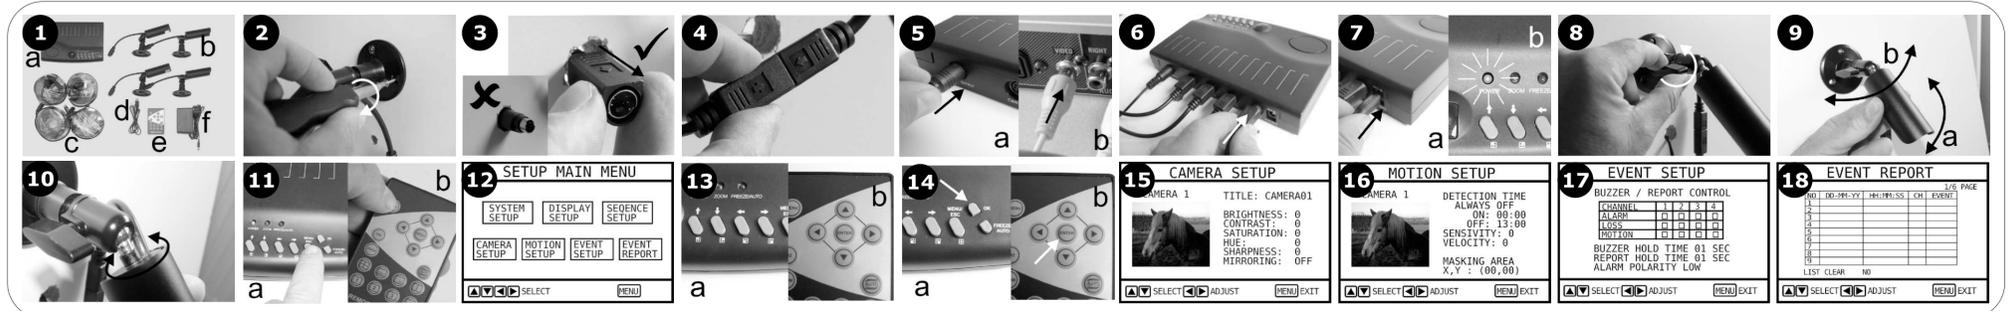 1
a
b
c
d
e
f
2
3
4
5
a
VIDEO
RIGHT
b
6
7
a
b
POWER ZOOM FREEZE
8
9
b
a
10
11
a
b
12
SETUP MAIN MENU
SYSTEM SETUP
DISPLAY SETUP
SEQENCE SETUP
CAMERA SETUP
MOTION SETUP
EVENT SETUP
EVENT REPORT
▲▼◀▶ SELECT MENU
13
ZOOM FREEZE/AUTO
a
b
ENTER
14
MENU/ESC
OK
FREEZE AUTO
a
b
ENTER
15
CAMERA SETUP
CAMERA 1
TITLE: CAMERA01
BRIGHTNESS: 0
CONTRAST: 0
SATURATION: 0
HUE: 0
SHARPNESS: 0
MIRRORING: OFF
▲▼ SELECT ◀▶ ADJUST MENU EXIT
16
MOTION SETUP
CAMERA 1
DETECTION TIME
ALWAYS OFF
ON: 00:00
OFF: 13:00
SENSIVITY: 0
VELOCITY: 0
MASKING AREA
X,Y : (00,00)
▲▼ SELECT ◀▶ ADJUST MENU EXIT
17
EVENT SETUP
BUZZER / REPORT CONTROL
CHANNEL 1 2 3 4
ALARM
LOSS
MOTION
BUZZER HOLD TIME 01 SEC
REPORT HOLD TIME 01 SEC
ALARM POLARITY LOW
▲▼ SELECT ◀▶ ADJUST MENU EXIT
18
EVENT REPORT
1/6 PAGE
NO DD-MM-YY HH:MM:SS CH EVENT
1
2
3
4
5
6
7
8
9
LIST CLEAR NO
▲▼ SELECT ◀▶ ADJUST MENU EXIT